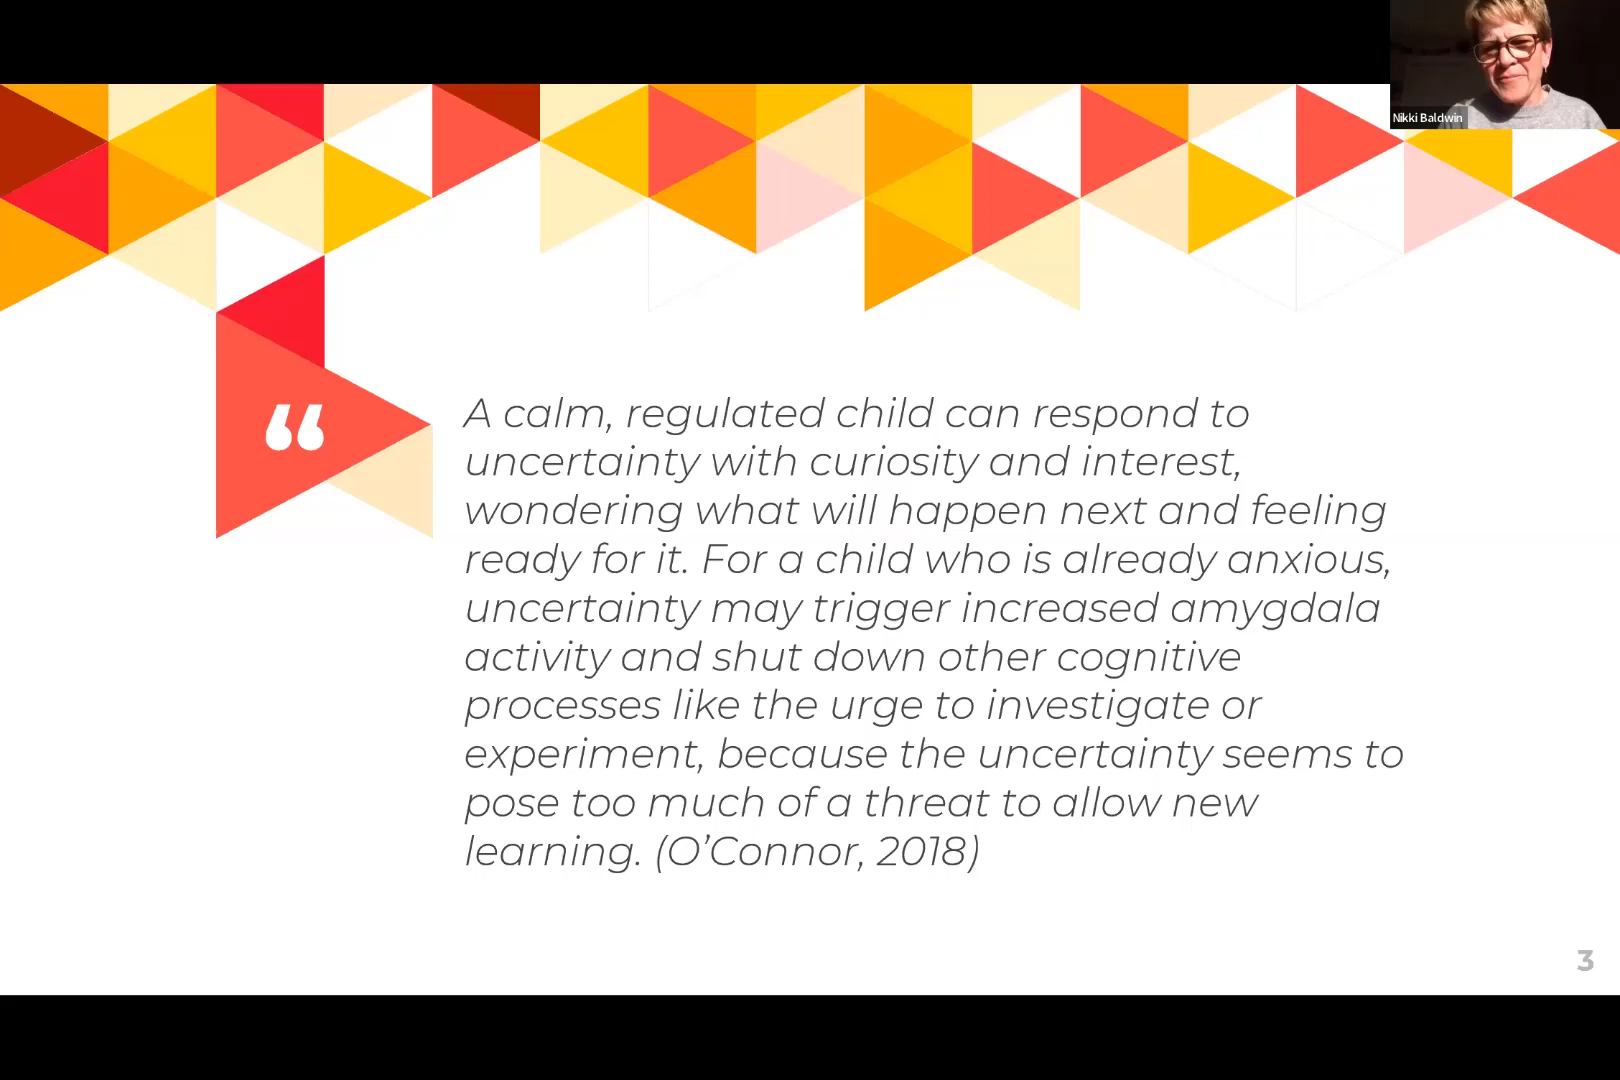 Nikki Baldwin
“
A calm, regulated child can respond to
uncertainty with curiosity and interest,
wondering what will happen next and feeling
ready for it. For a child who is already anxious,
uncertainty may trigger increased amygdala
activity and shut down other cognitive
processes like the urge to investigate or
experiment, because the uncertainty seems to
pose too much of a threat to allow new
learning. (O’Connor, 2018)
3